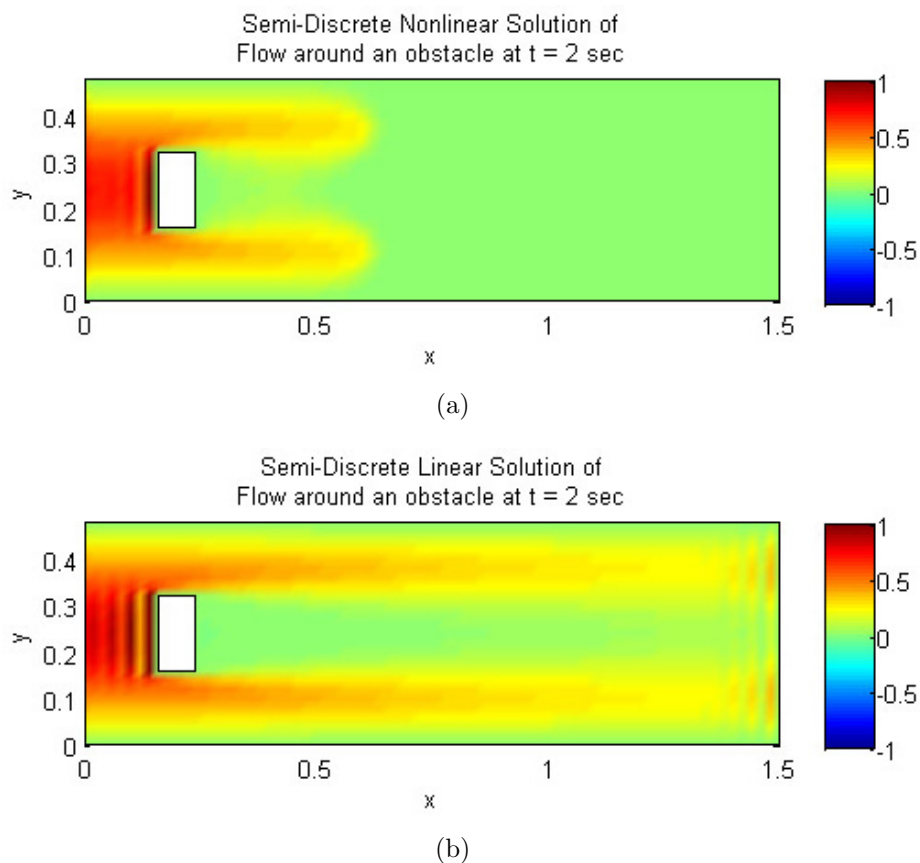 Semi-Discrete Nonlinear Solution of
Flow around an obstacle at t = 2 sec
0.4
0.3
0.2
0.1
0
y
0 0.5 1 1.5
x
1
0.5
0
-0.5
-1
(a)
Semi-Discrete Linear Solution of
Flow around an obstacle at t = 2 sec
0.4
0.3
0.2
0.1
0
y
0 0.5 1 1.5
x
1
0.5
0
-0.5
-1
(b)